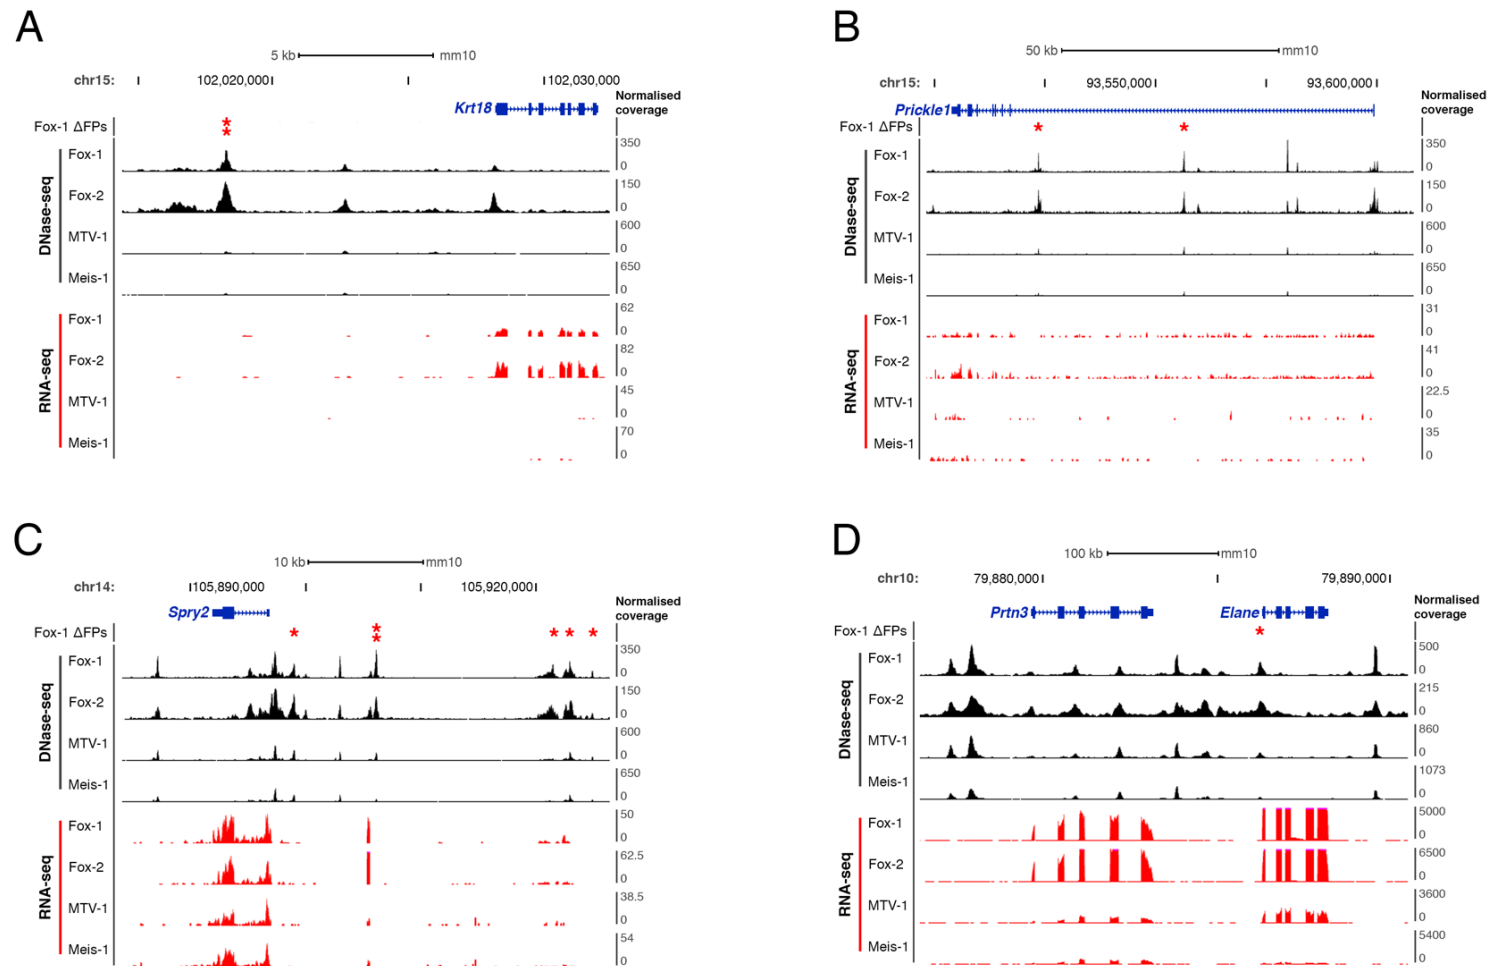 A
5 kb mm10
chr15: 102,020,000 102,030,000
Krt18
Normalised coverage
Fox-1 ΔFPs
*
*
DNase-seq
Fox-1 350 0
Fox-2 150 0
MTV-1 600 0
Meis-1 650 0
RNA-seq
Fox-1 62 0
Fox-2 82 0
MTV-1 45 0
Meis-1 70 0
B
50 kb mm10
chr15: 93,550,000 93,600,000
Prickle1
Normalised coverage
Fox-1 ΔFPs * *
DNase-seq
Fox-1 350 0
Fox-2 150 0
MTV-1 600 0
Meis-1 650 0
RNA-seq
Fox-1 31 0
Fox-2 41 0
MTV-1 22.5 0
Meis-1 35 0
C
10 kb mm10
chr14: 105,890,000 105,920,000
Spry2
Normalised coverage
Fox-1 ΔFPs * * * * *
*
DNase-seq
Fox-1 350 0
Fox-2 150 0
MTV-1 600 0
Meis-1 650 0
RNA-seq
Fox-1 50 0
Fox-2 62.5 0
MTV-1 38.5 0
Meis-1 54 0
D
100 kb mm10
chr10: 79,880,000 79,890,000
Prtn3 Elane
Normalised coverage
Fox-1 ΔFPs *
DNase-seq
Fox-1 500 0
Fox-2 215 0
MTV-1 860 0
Meis-1 1073 0
RNA-seq
Fox-1 5000 0
Fox-2 6500 0
MTV-1 3600 0
Meis-1 5400 0